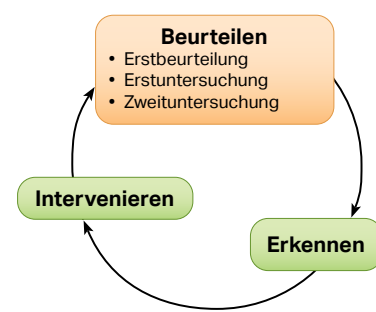 Beurteilen
• Erstbeurteilung
• Erstuntersuchung
• Zweituntersuchung
Intervenieren
Erkennen